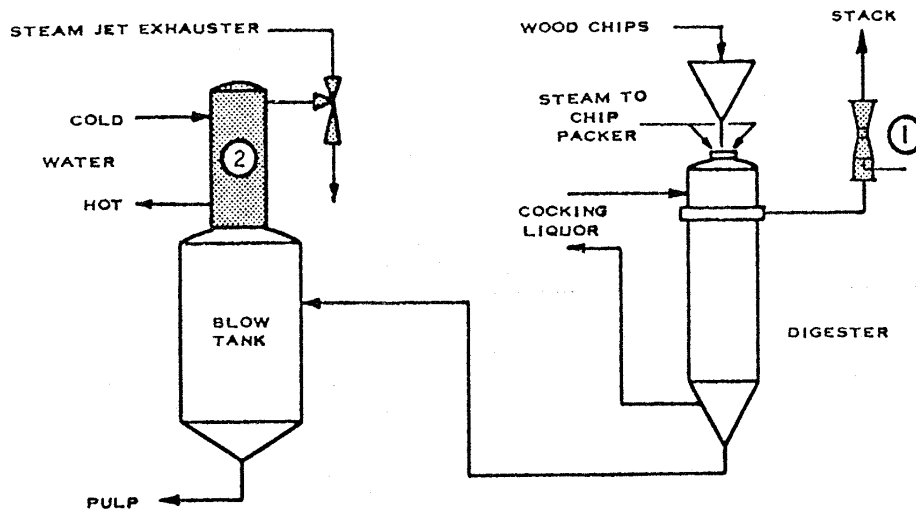 STEAM JET EXHAUSTER
WOOD CHIPS
STACK
COLD
WATER
HOT
2
STEAM TO
CHIP
PACKER
1
COCKING
LIQUOR
BLOW
TANK
DIGESTER
PULP